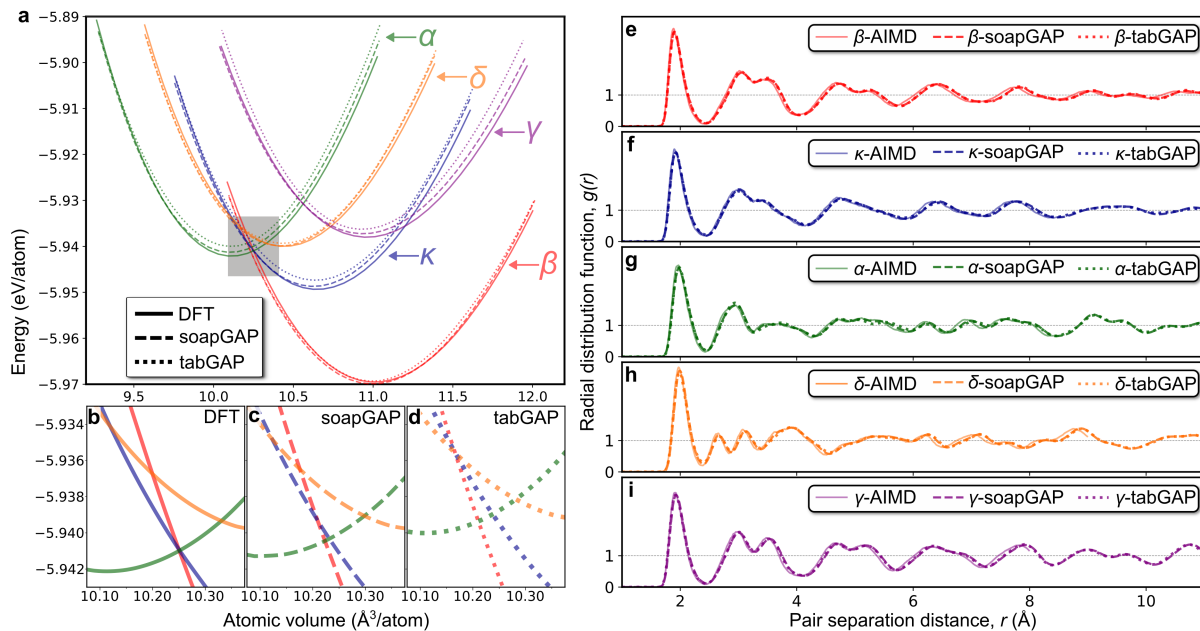 a
−5.89
−5.90
−5.91
−5.92
−5.93
−5.94
−5.95
−5.96
−5.97
Energy (eV/atom)
α
δ
γ
κ
β
DFT
soapGAP
tabGAP
9.5 10.0 10.5 11.0 11.5 12.0
b DFT
c soapGAP
d tabGAP
−5.934
−5.936
−5.938
−5.940
−5.942
10.10 10.20 10.30
10.10 10.20 10.30
10.10 10.20 10.30
Atomic volume (Å³/atom)
Radial distribution function, g(r)
e β-AIMD β-soapGAP β-tabGAP
1
0
f κ-AIMD κ-soapGAP κ-tabGAP
1
0
g α-AIMD α-soapGAP α-tabGAP
1
0
h δ-AIMD δ-soapGAP δ-tabGAP
1
0
i γ-AIMD γ-soapGAP γ-tabGAP
1
0
2 4 6 8 10
Pair separation distance, r (Å)